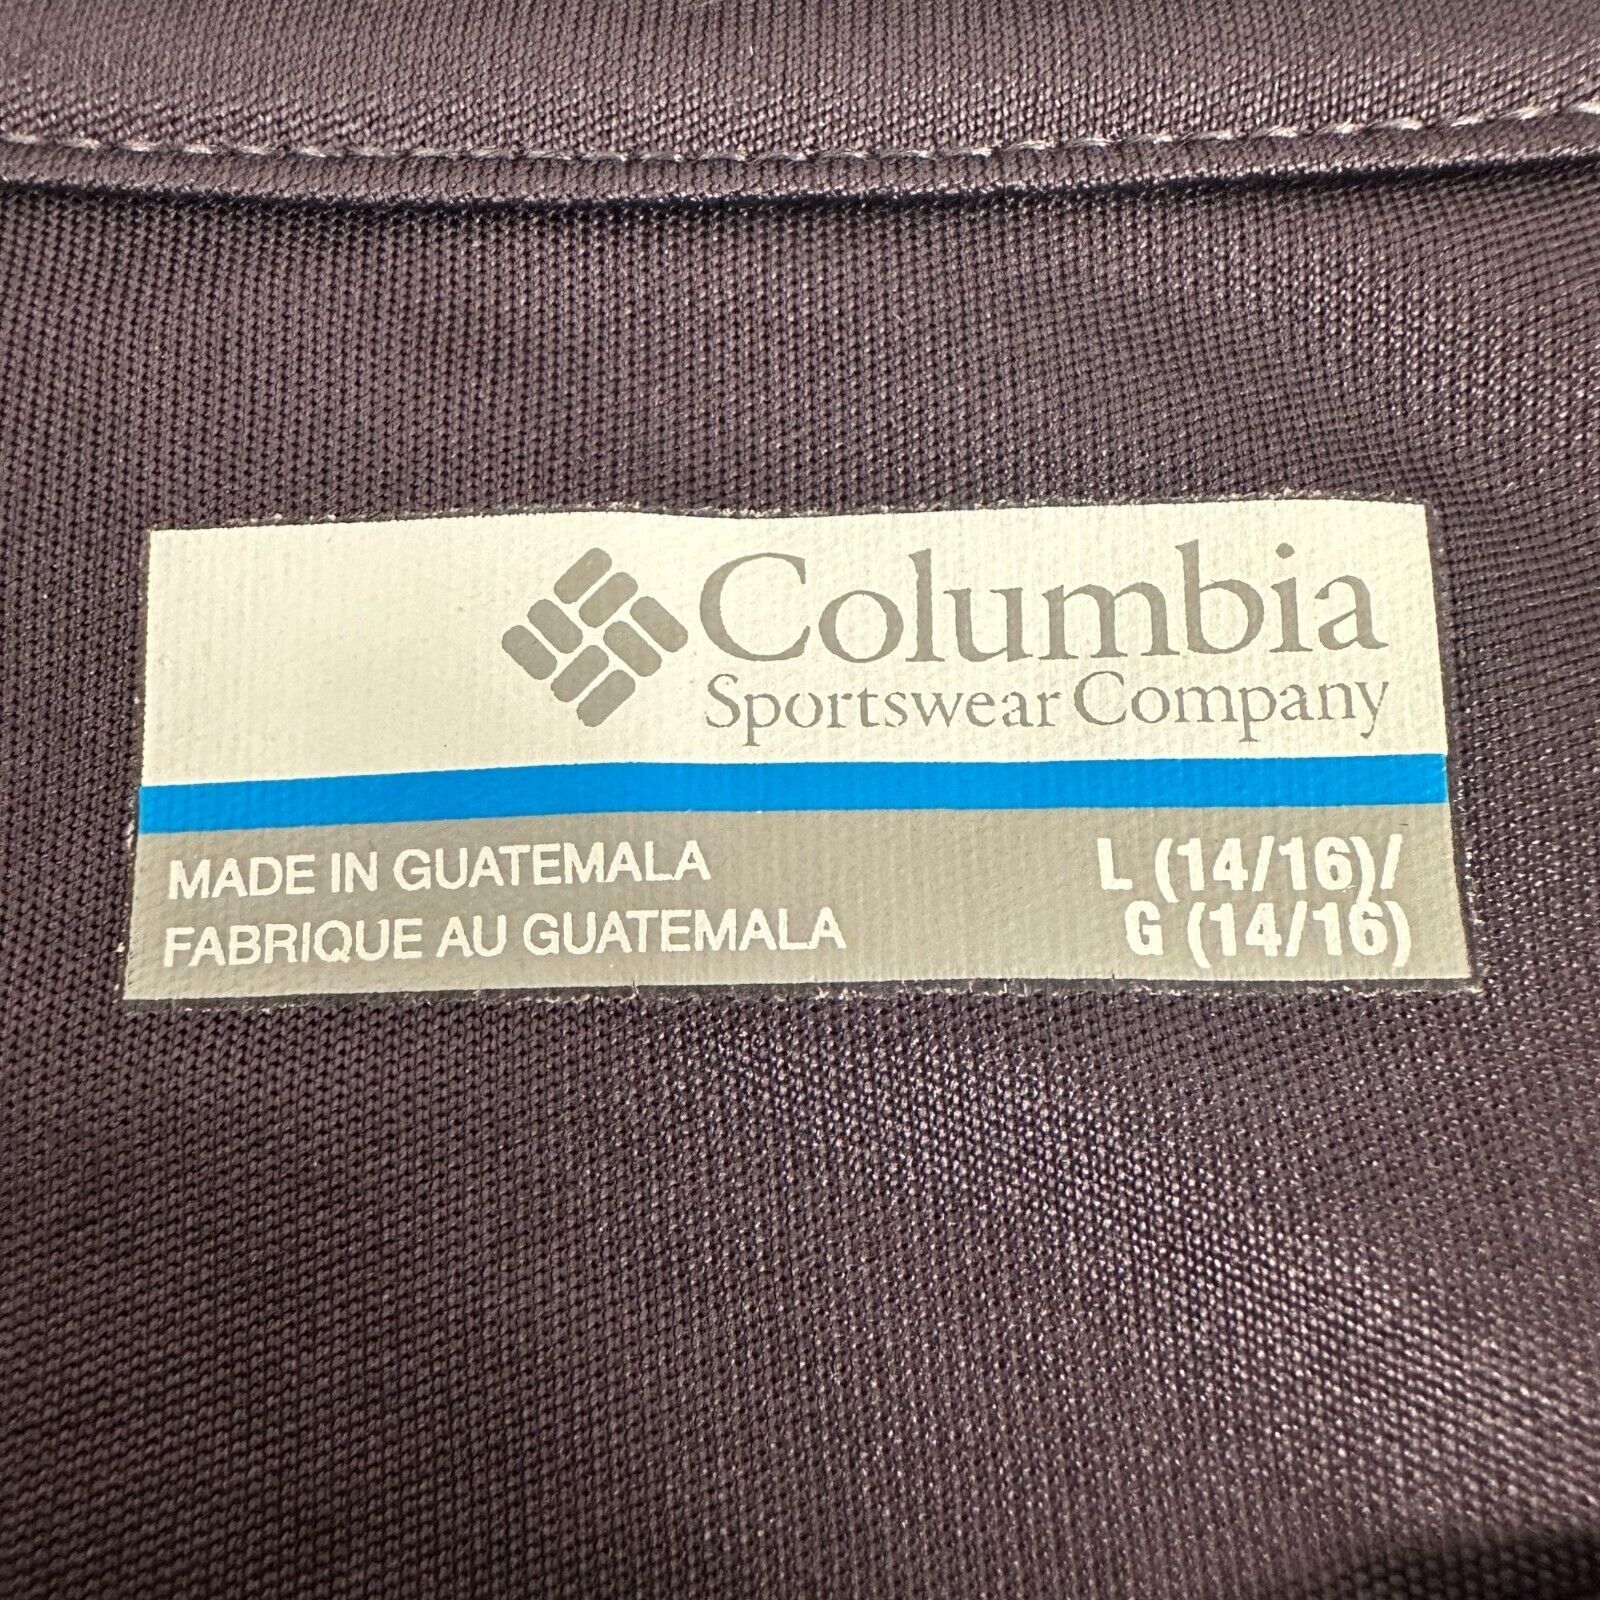 Columbia
Sportswear Company
MADE IN GUATEMALA
FABRIQUE AU GUATEMALA
L (14/16)/
G (14/16)